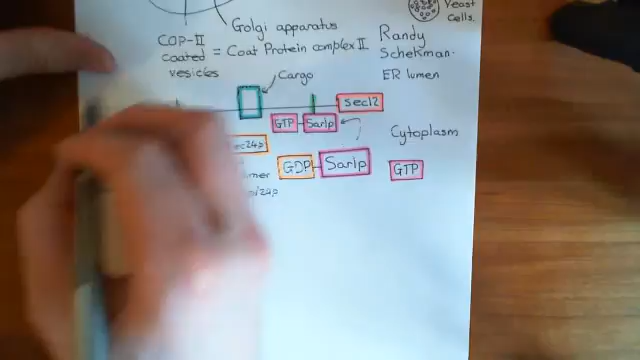 Golgi apparatus
Yeast
cells.
COP-II
coated
vesicles
= Coat Protein complex II
Randy
Schekman
ER lumen
Cargo
Sec12
GTP
Sar1p
Cytoplasm
GDP
Sar1p
GTP